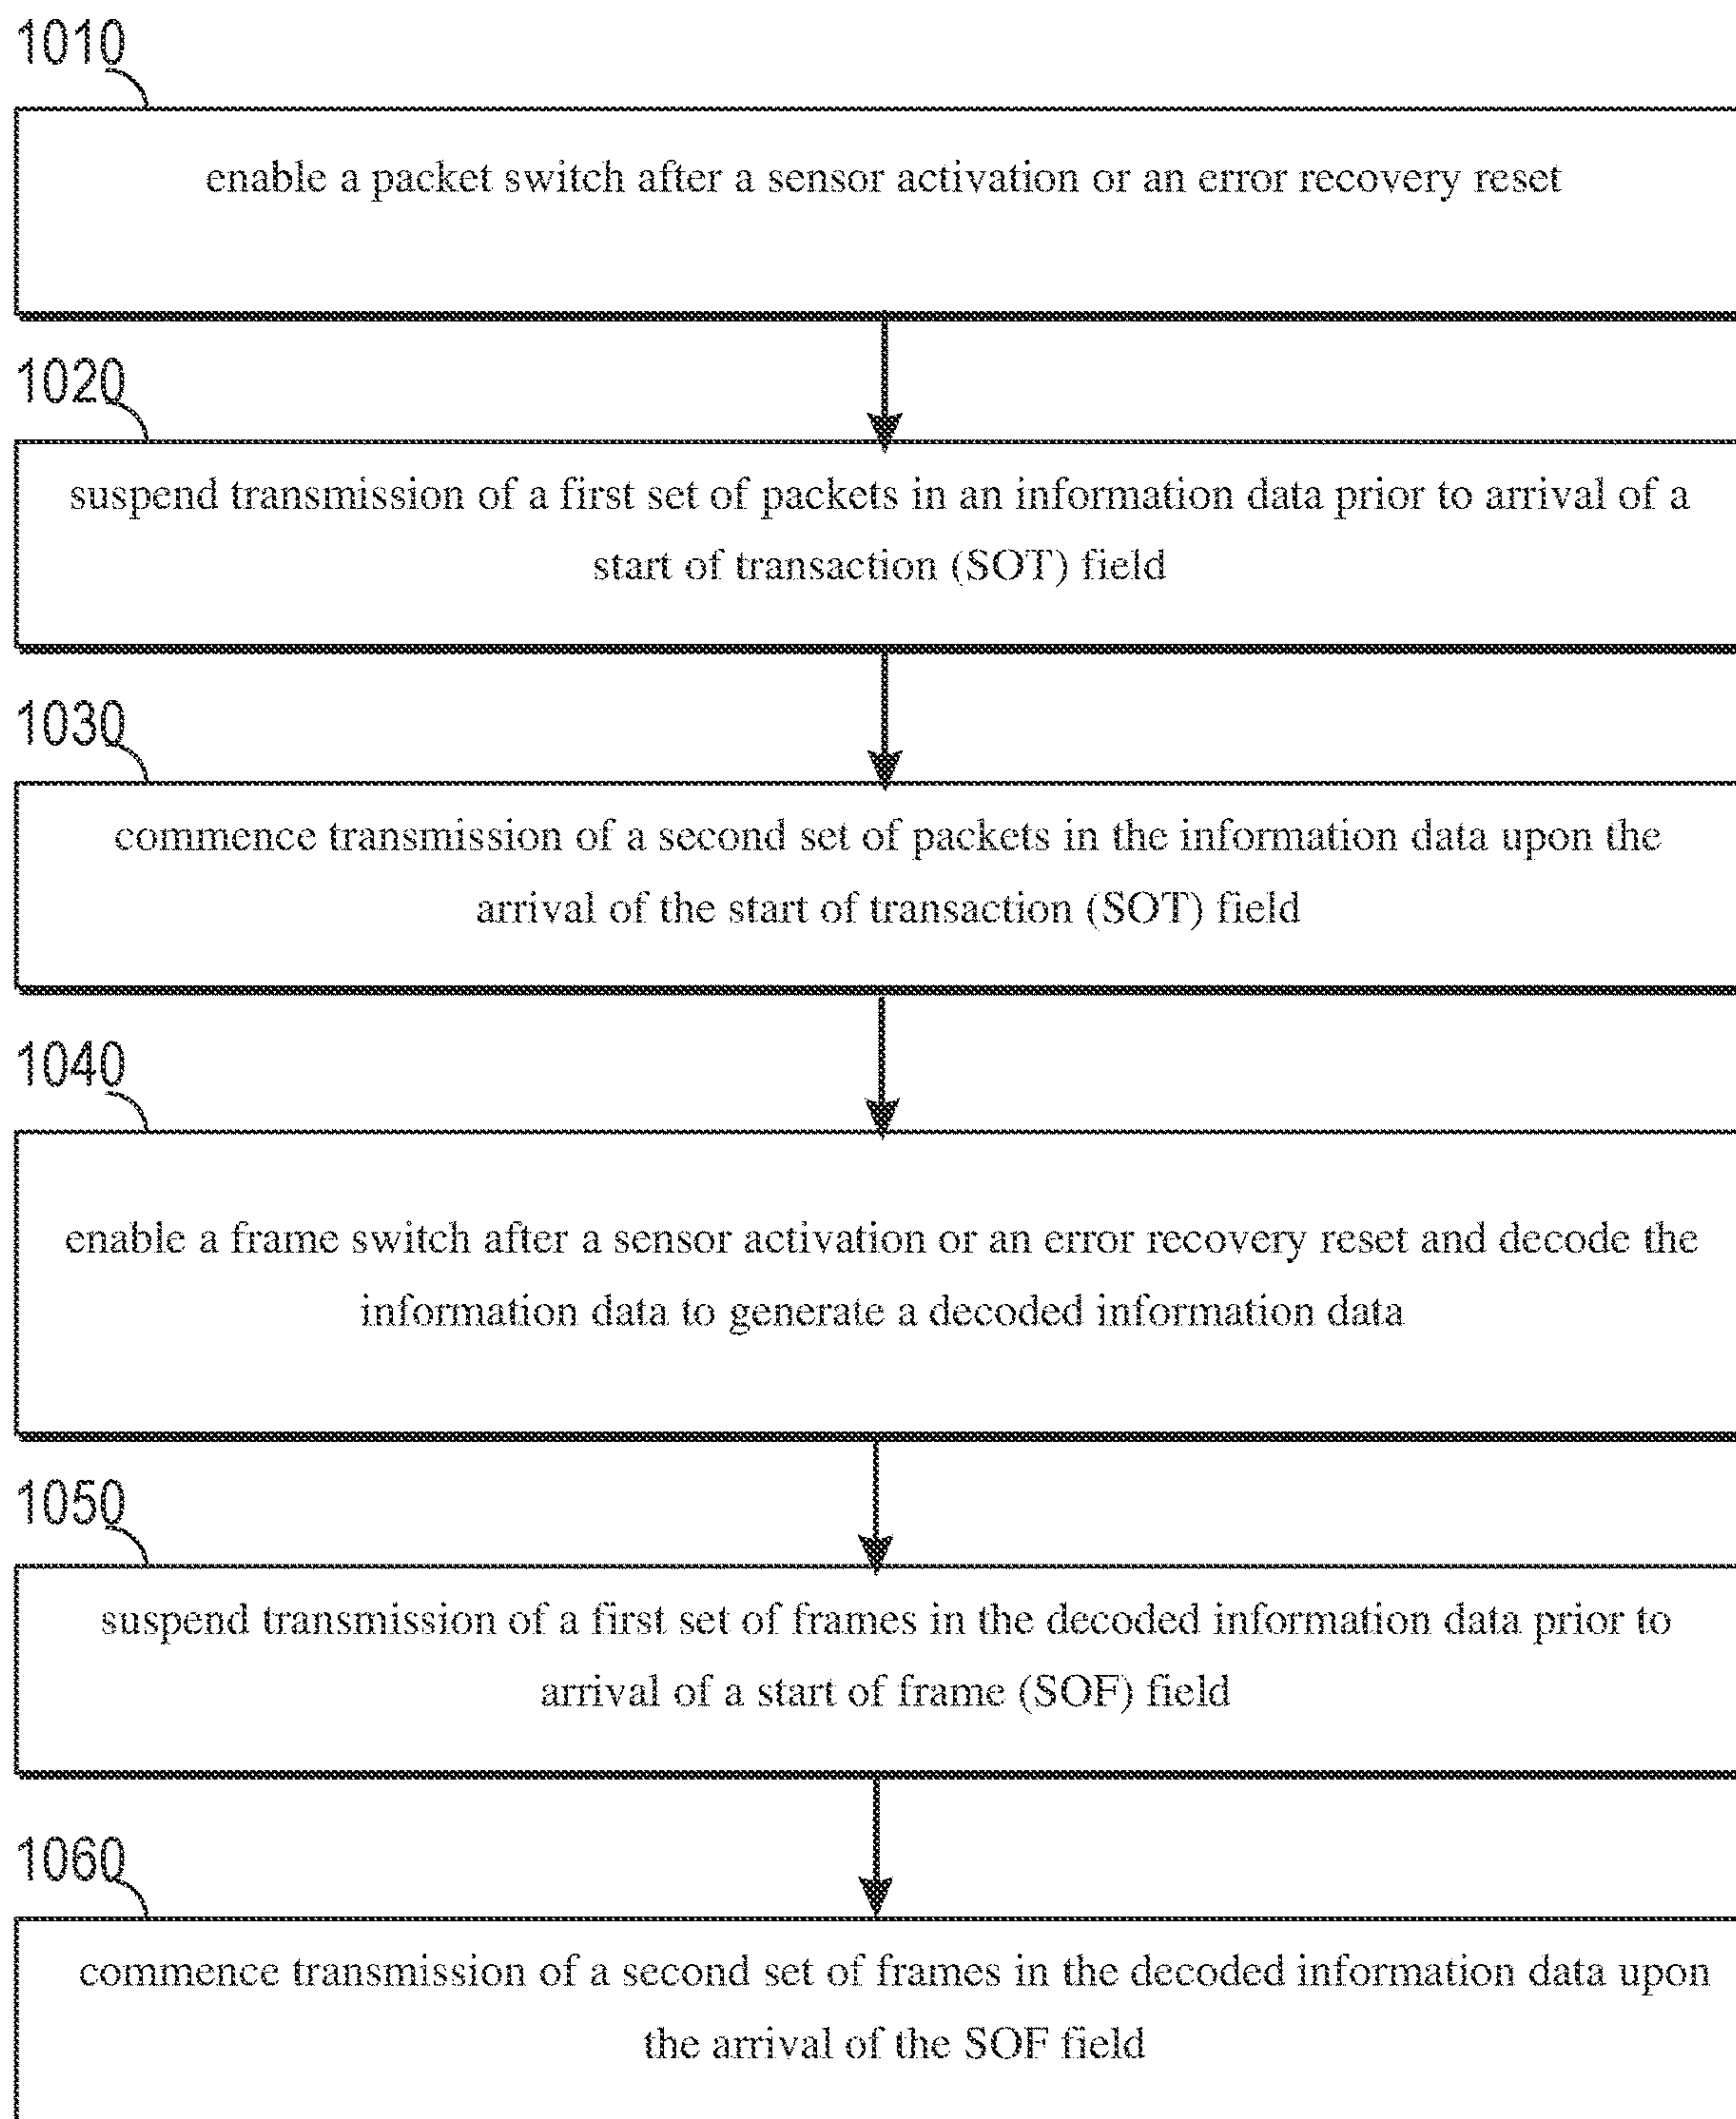 1010
enable a packet switch after a sensor activation or an error recovery reset
1020
suspend transmission of a first set of packets in an information data prior to arrival of a
start of transaction (SOT) field
1030
commence transmission of a second set of packets in the information data upon the
arrival of the start of transaction (SOT) field
1040
enable a frame switch after a sensor activation or an error recovery reset and decode the
information data to generate a decoded information data
1050
suspend transmission of a first set of frames in the decoded information data prior to
arrival of a start of frame (SOF) field
1060
commence transmission of a second set of frames in the decoded information data upon
the arrival of the SOF field